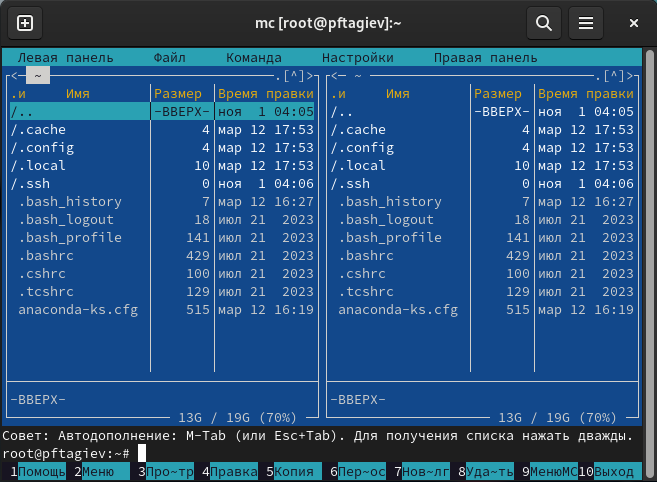 mc [root@pftagiev]:~
Левая панель Файл Команда Настройки Правая панель
<─ ~ .[^]> <─ ~ .[^]>
.и Имя Размер Время правки .и Имя Размер Время правки
/.. -ВВЕРХ- ноя 1 04:05 /.. -ВВЕРХ- ноя 1 04:05
/.cache 4 мар 12 17:53 /.cache 4 мар 12 17:53
/.config 4 мар 12 17:53 /.config 4 мар 12 17:53
/.local 10 мар 12 17:53 /.local 10 мар 12 17:53
/.ssh 0 ноя 1 04:06 /.ssh 0 ноя 1 04:06
.bash_history 7 мар 12 16:27 .bash_history 7 мар 12 16:27
.bash_logout 18 июл 21 2023 .bash_logout 18 июл 21 2023
.bash_profile 141 июл 21 2023 .bash_profile 141 июл 21 2023
.bashrc 429 июл 21 2023 .bashrc 429 июл 21 2023
.cshrc 100 июл 21 2023 .cshrc 100 июл 21 2023
.tcshrc 129 июл 21 2023 .tcshrc 129 июл 21 2023
anaconda-ks.cfg 515 мар 12 16:19 anaconda-ks.cfg 515 мар 12 16:19
-ВВЕРХ- -ВВЕРХ-
13G / 19G (70%) 13G / 19G (70%)
Совет: Автодополнение: M-Tab (или Esc+Tab). Для получения списка нажать дважды.
root@pftagiev:~#
1Помощь 2Меню 3Про~тр 4Правка 5Копия 6Пер~ос 7Нов~лг 8Уда~ть 9МенюМС 10Выход